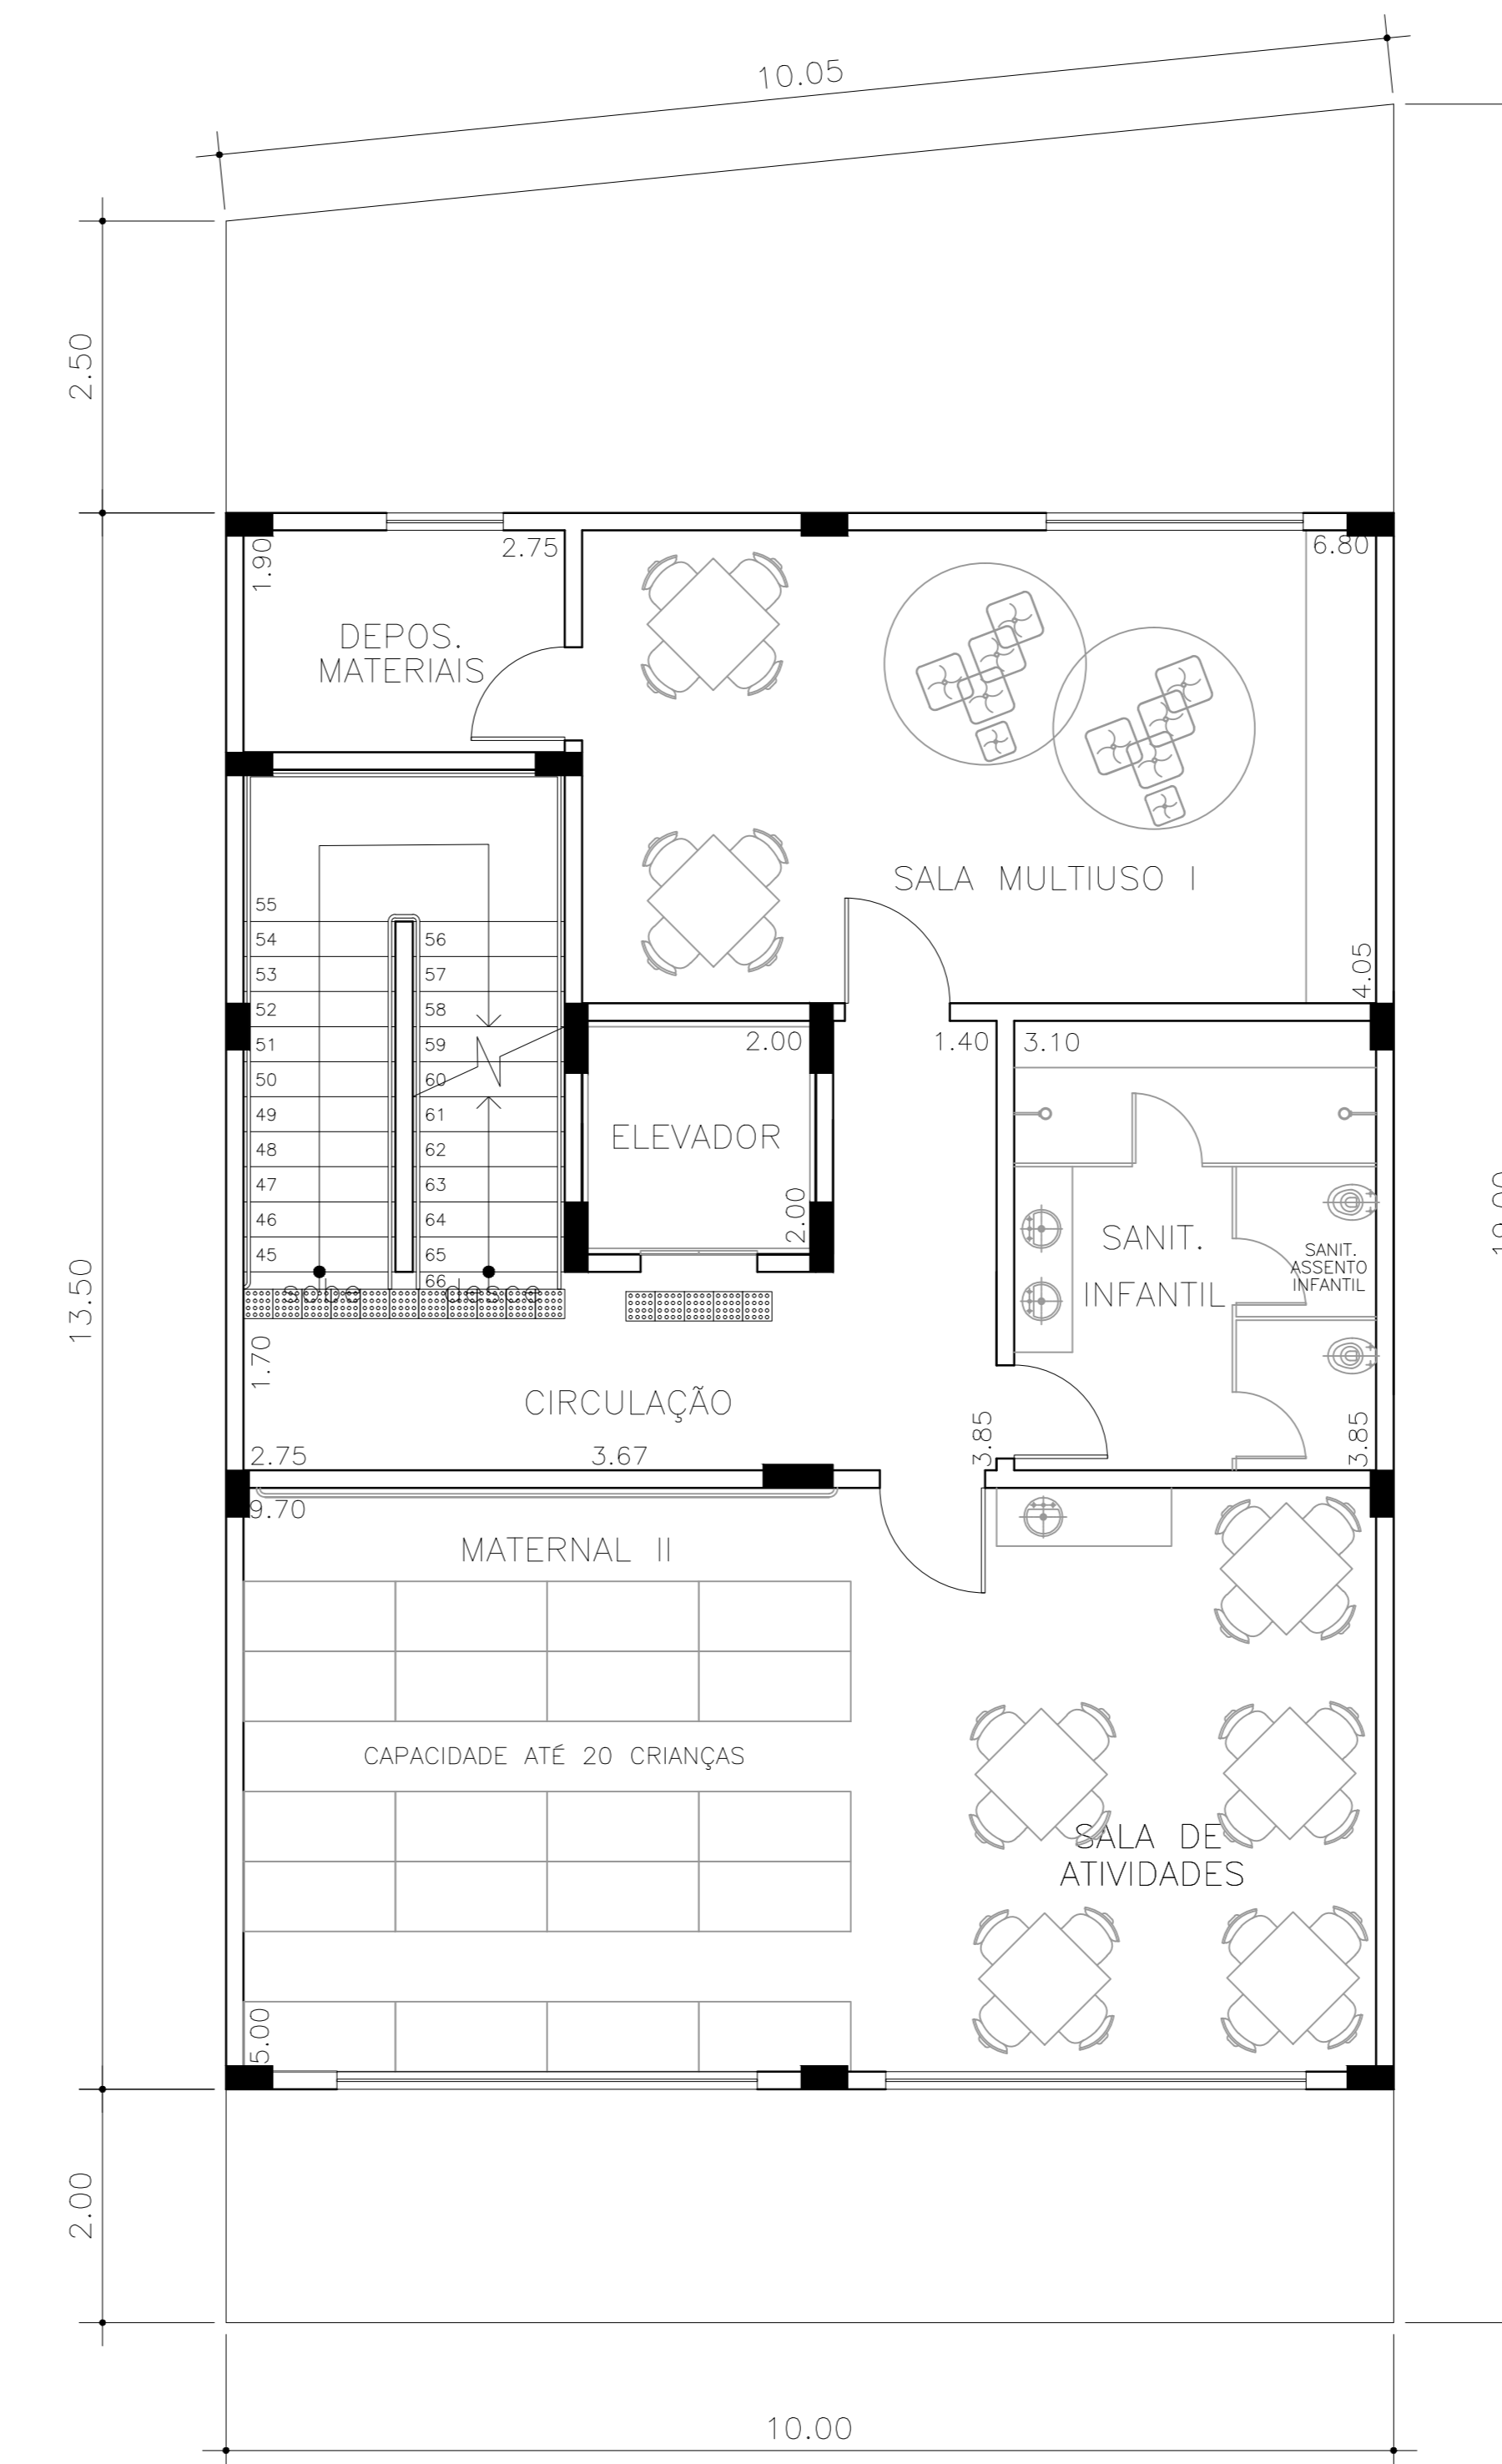 10.05
2.50
1.90
2.75
6.80
DEPOS.
MATERIAIS
SALA MULTIUSO I
4.05
55
54
53
52
51
50
49
48
47
46
45
56
57
58
59
60
61
62
63
64
65
66
sobe
desce
2.00
1.40
3.10
ELEVADOR
2.00
SANIT.
INFANTIL
SANIT.
ASSENTO
INFANTIL
13.50
1.70
CIRCULAÇÃO
2.75
3.67
3.85
3.85
9.70
MATERNAL II
CAPACIDADE ATÉ 20 CRIANÇAS
SALA DE
ATIVIDADES
5.00
2.00
10.00